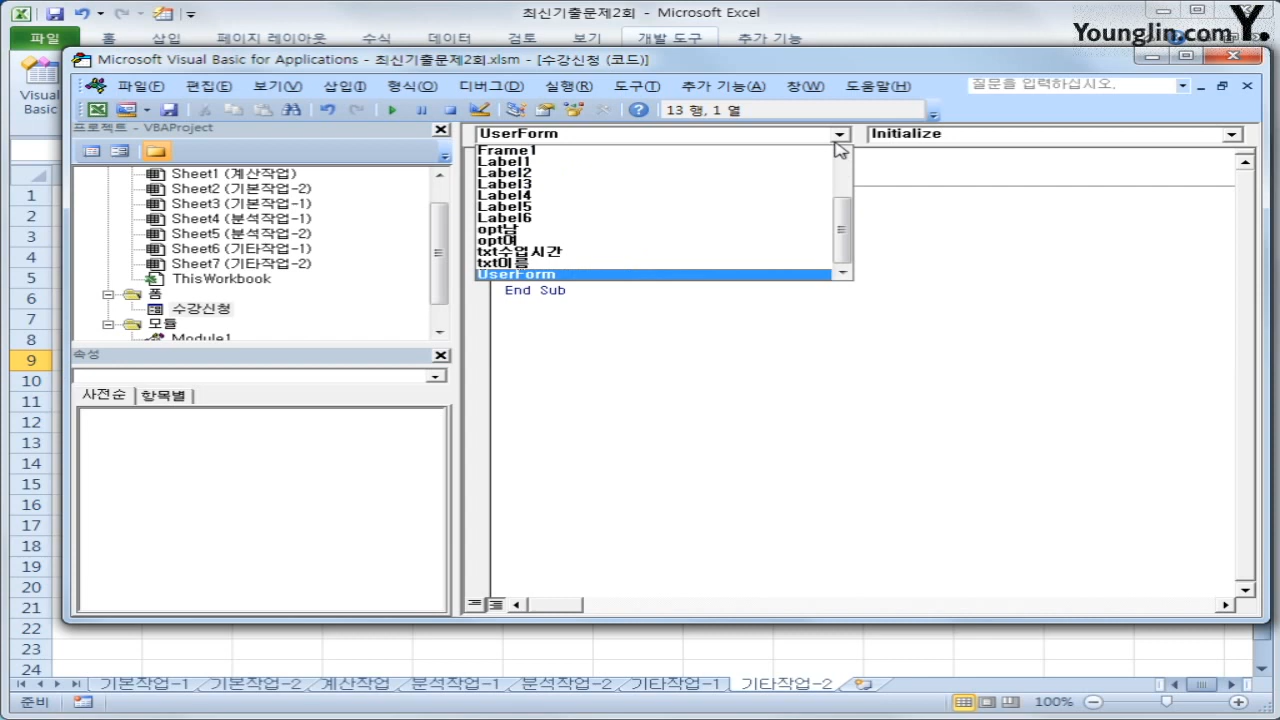 최신기출문제2회 - Microsoft Excel
Younglin.com Y.
파일 홈 삽입 페이지 레이아웃 수식 데이터 검토 보기 개발 도구 추가 기능
Visual
Basic
Microsoft Visual Basic for Applications - 최신기출문제2회.xlsm - [수강신청 (코드)]
파일(F) 편집(E) 보기(V) 삽입(I) 형식(O) 디버그(D) 실행(R) 도구(T) 추가 기능(A) 창(W) 도움말(H) 질문을 입력하십시오.
13 행, 1 열
프로젝트 - VBAProject
Sheet1 (계산작업)
Sheet2 (기본작업-2)
Sheet3 (기본작업-1)
Sheet4 (분석작업-1)
Sheet5 (분석작업-2)
Sheet6 (기타작업-1)
Sheet7 (기타작업-2)
ThisWorkbook
폼
수강신청
모듈
Module1
속성
사전순 항목별
UserForm Initialize
Frame1
Label1
Label2
Label3
Label4
Label5
Label6
opt남
opt여
txt수업시간
txt이름
UserForm
End Sub
1
2
3
4
5
6
7
8
9
10
11
12
13
14
15
16
17
18
19
20
21
22
23
24
기본작업-1 기본작업-2 계산작업 분석작업-1 분석작업-2 기타작업-1 기타작업-2
준비 100%